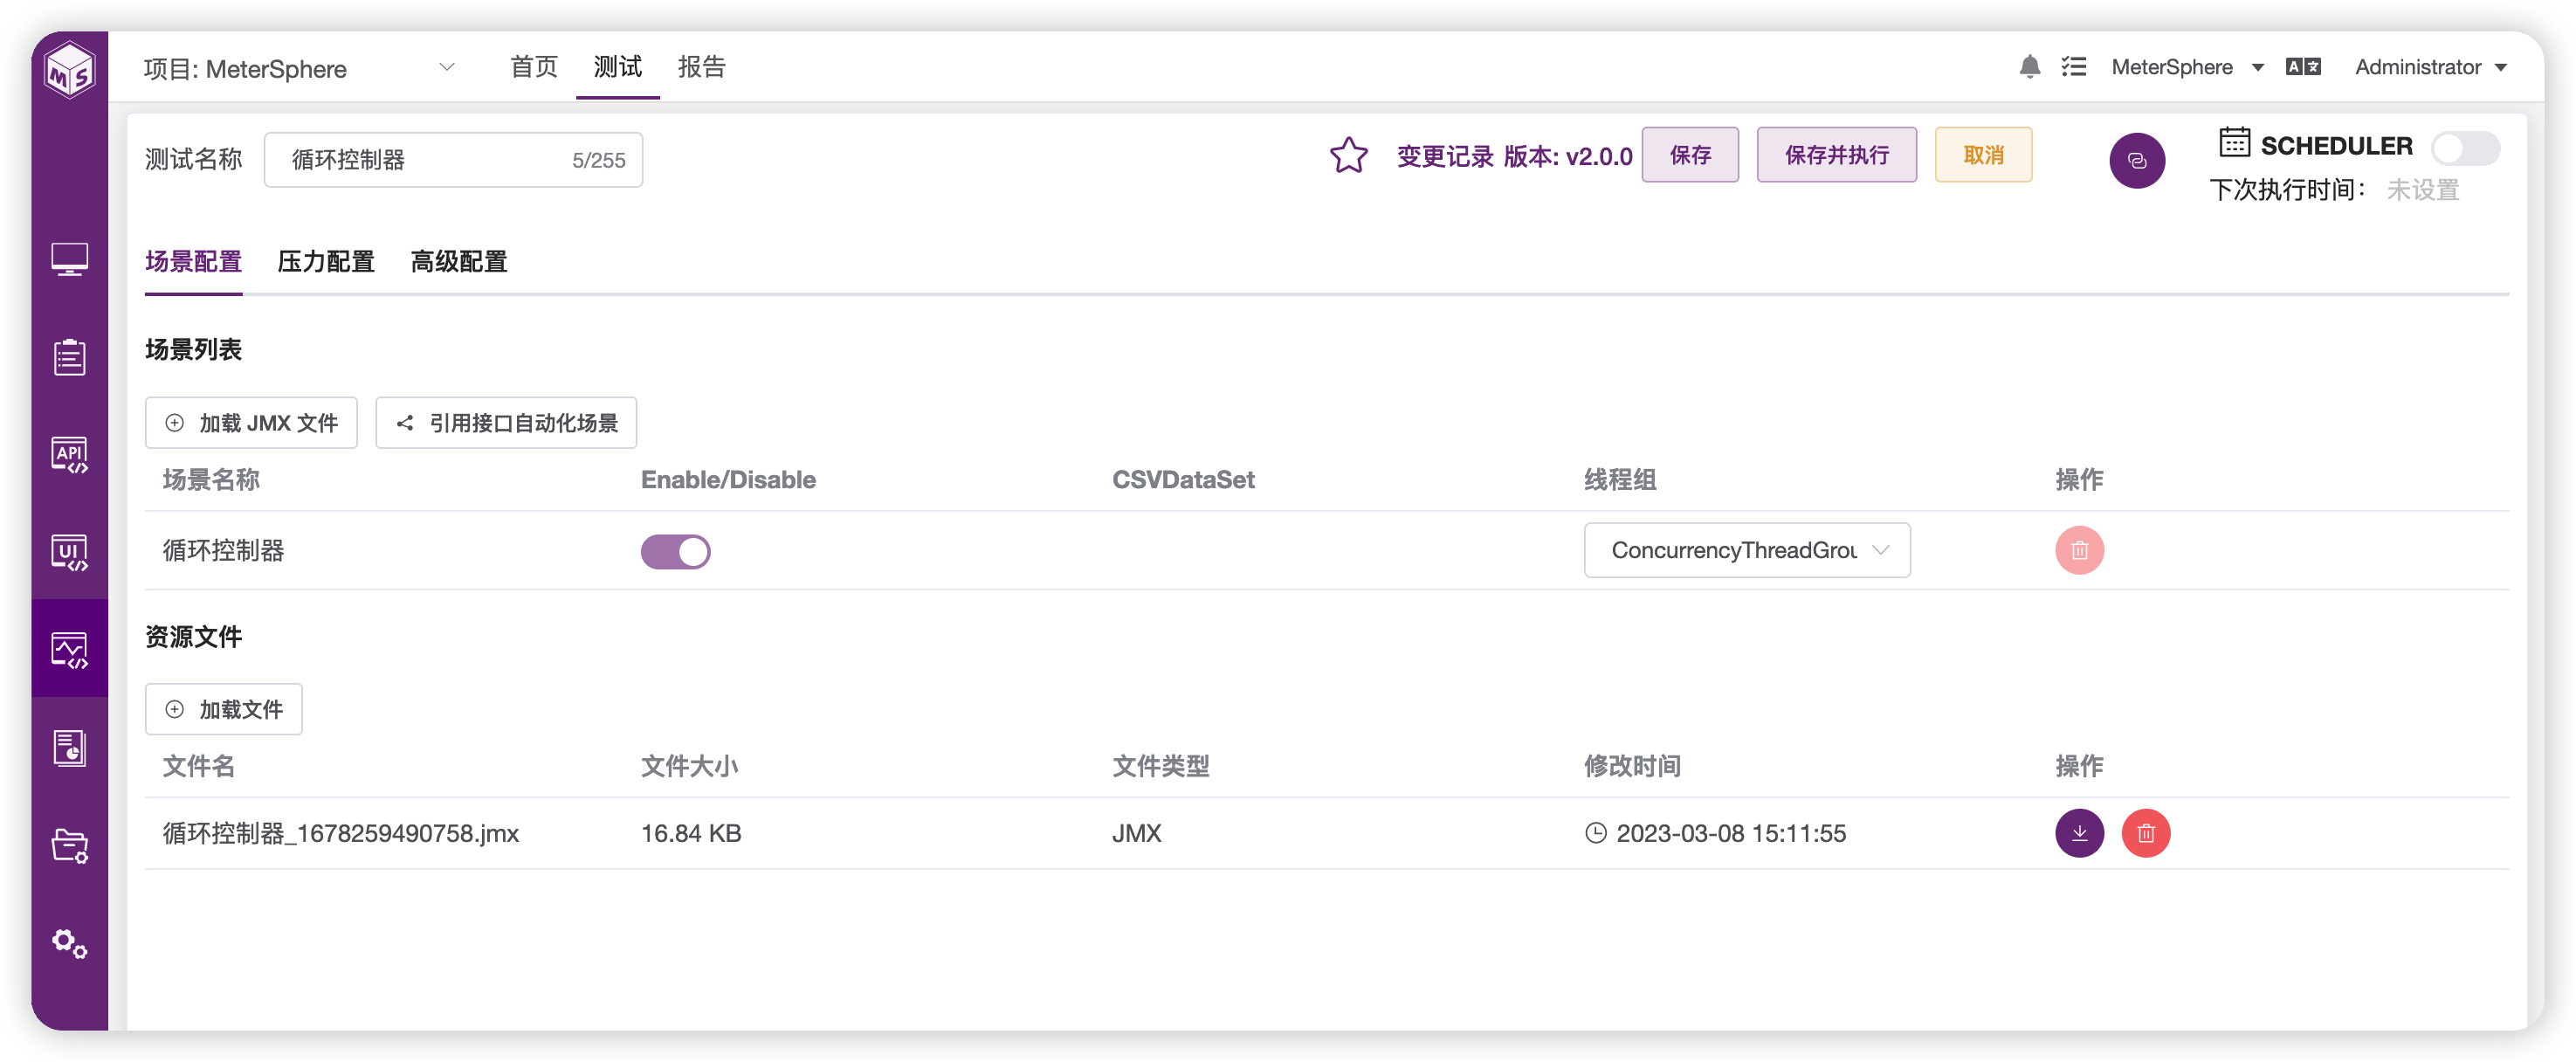 项目: MeterSphere 首页 测试 报告 MeterSphere Administrator
测试名称 循环控制器 5/255 变更记录 版本: v2.0.0 保存 保存并执行 取消 SCHEDULER
下次执行时间： 未设置
场景配置 压力配置 高级配置
场景列表
加载 JMX 文件 引用接口自动化场景
场景名称 Enable/Disable CSVDataSet 线程组 操作
循环控制器 ConcurrencyThreadGrou
资源文件
加载文件
文件名 文件大小 文件类型 修改时间 操作
循环控制器_1678259490758.jmx 16.84 KB JMX 2023-03-08 15:11:55
MS
API
UI